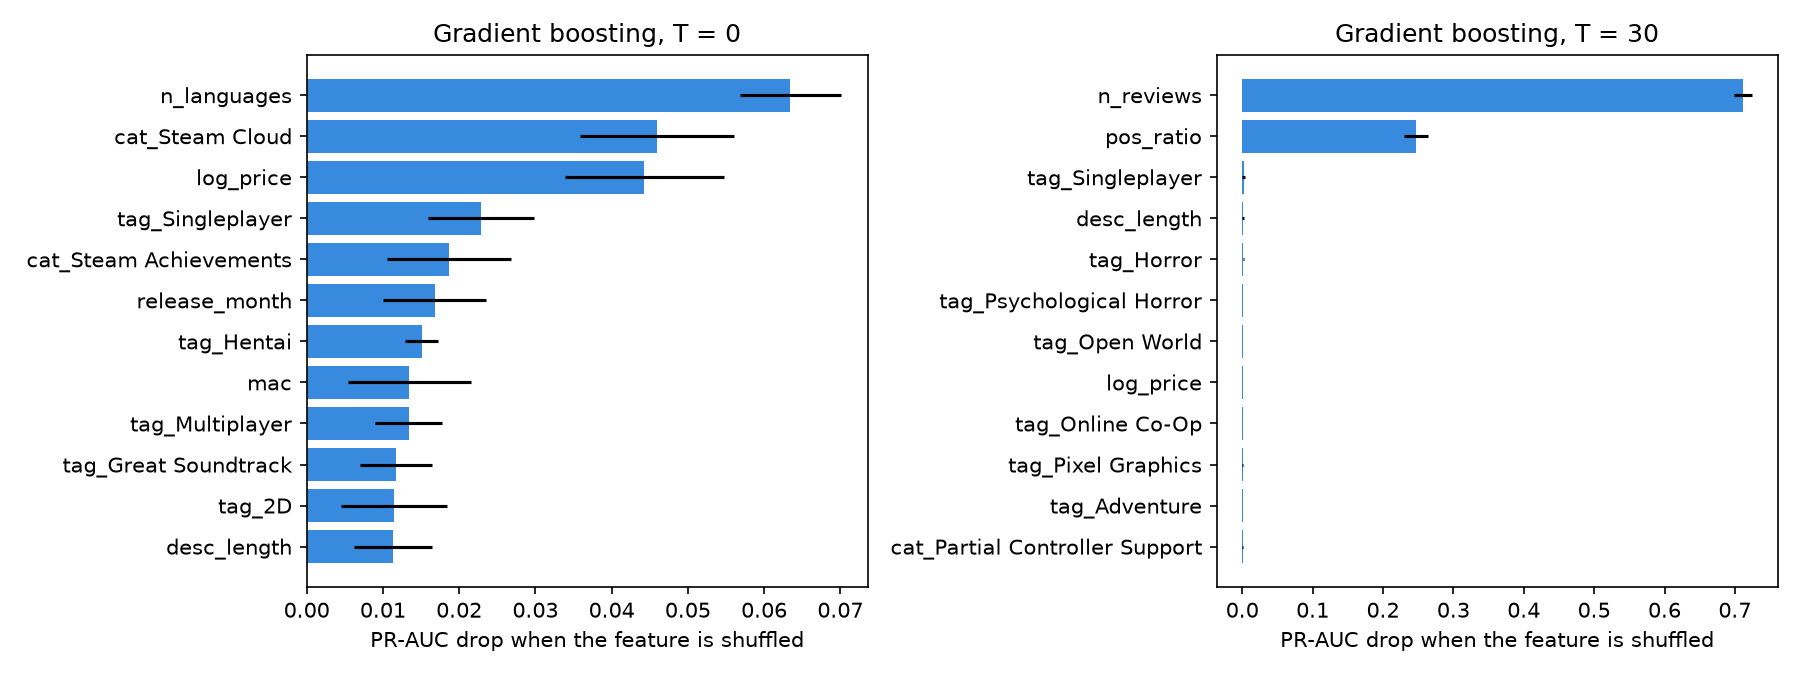 Gradient boosting, T = 0
n_languages
cat_Steam Cloud
log_price
tag_Singleplayer
cat_Steam Achievements
release_month
tag_Hentai
mac
tag_Multiplayer
tag_Great Soundtrack
tag_2D
desc_length
0.00 0.01 0.02 0.03 0.04 0.05 0.06 0.07
PR-AUC drop when the feature is shuffled
Gradient boosting, T = 30
n_reviews
pos_ratio
tag_Singleplayer
desc_length
tag_Horror
tag_Psychological Horror
tag_Open World
log_price
tag_Online Co-Op
tag_Pixel Graphics
tag_Adventure
cat_Partial Controller Support
0.0 0.1 0.2 0.3 0.4 0.5 0.6 0.7
PR-AUC drop when the feature is shuffled